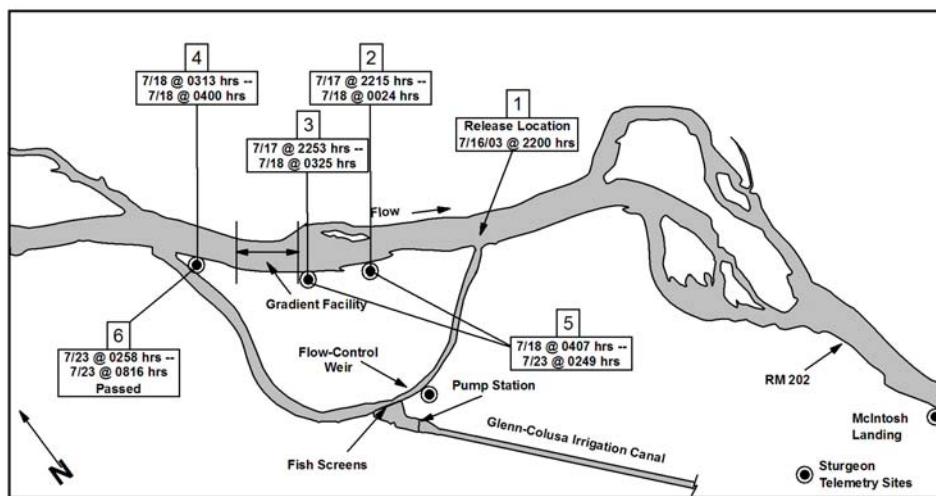 4
7/18 @ 0313 hrs --
7/18 @ 0400 hrs
2
7/17 @ 2215 hrs --
7/18 @ 0024 hrs
3
7/17 @ 2253 hrs --
7/18 @ 0325 hrs
1
Release Location
7/16/03 @ 2200 hrs
Flow
Gradient Facility
6
7/23 @ 0258 hrs --
7/23 @ 0816 hrs
Passed
5
7/18 @ 0407 hrs --
7/23 @ 0249 hrs
Flow-Control
Weir
Pump Station
Fish Screens
Glenn-Colusa Irrigation Canal
RM 202
McIntosh
Landing
Sturgeon
Telemetry Sites
N